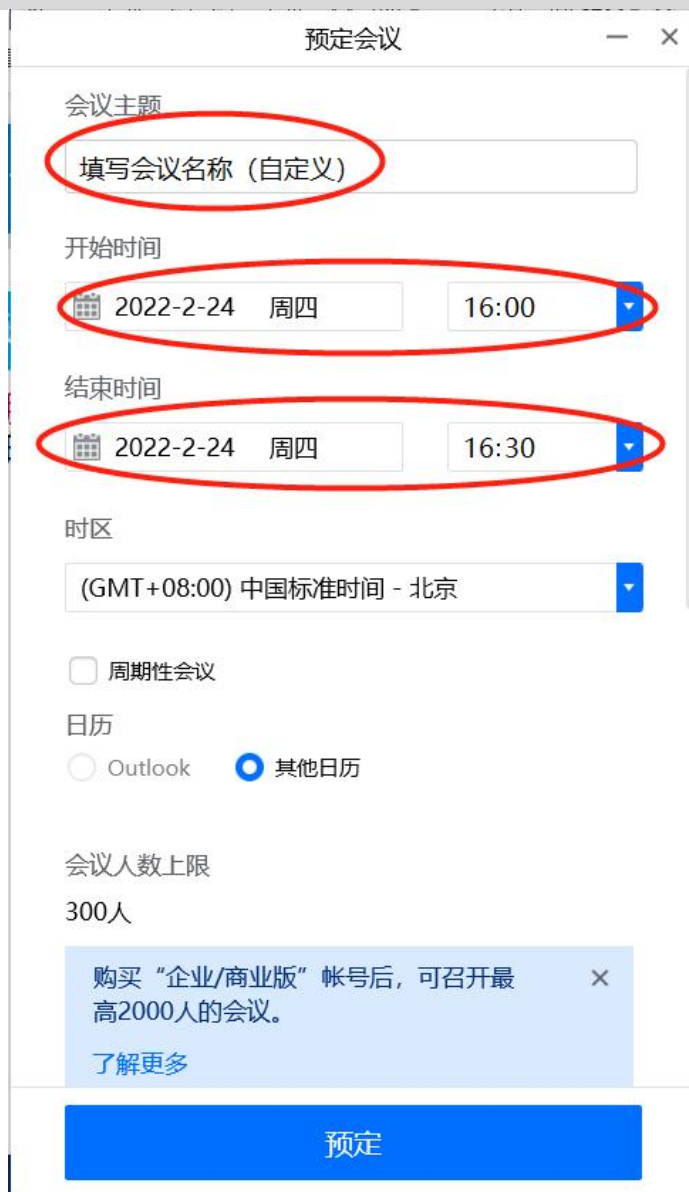 预定会议
会议主题
填写会议名称（自定义）
开始时间
2022-2-24 周四 16:00
结束时间
2022-2-24 周四 16:30
时区
(GMT+08:00) 中国标准时间 - 北京
周期性会议
日历
Outlook 其他日历
会议人数上限
300人
购买“企业/商业版”帐号后，可召开最
高2000人的会议。
了解更多
预定